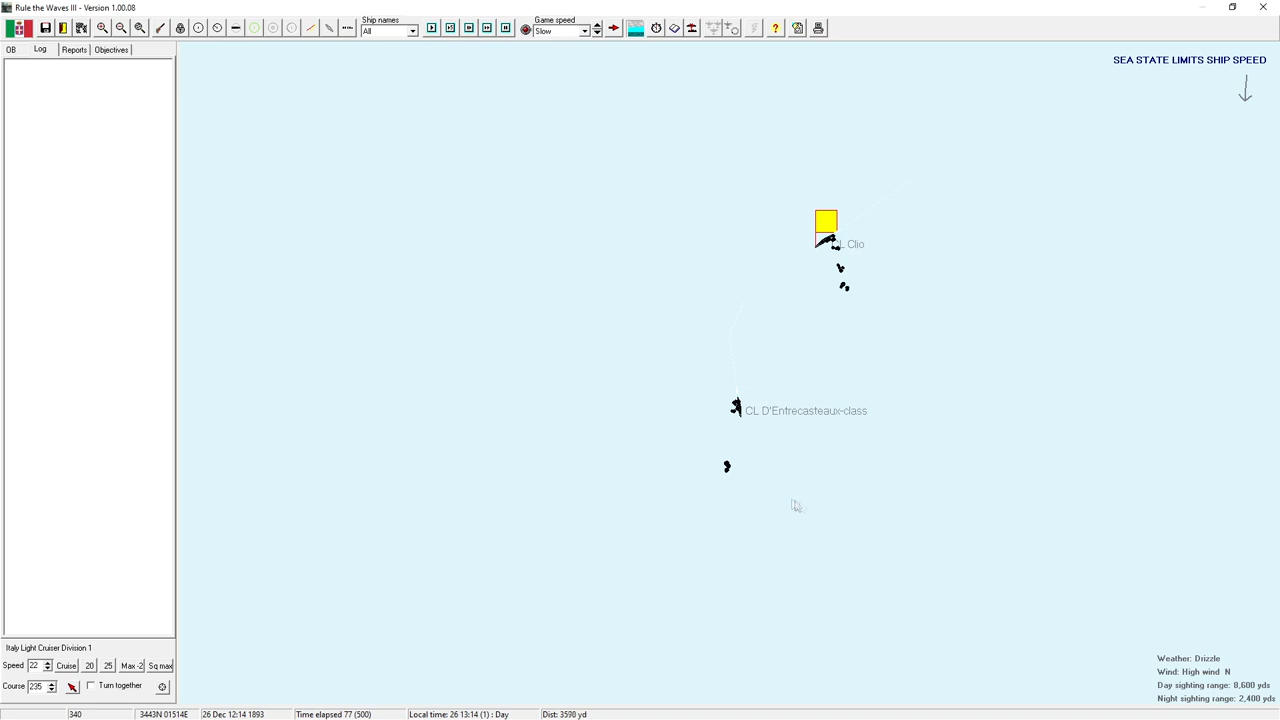 Rule the Waves III - Version 1.00.08
Ship names
All
Game speed
Slow
OB Log Reports Objectives
SEA STATE LIMITS SHIP SPEED
L Clio
CL D'Entrecasteaux-class
Italy Light Cruiser Division 1
Speed 22 Cruise 20 25 Max -2 Sq max
Course 235 Turn together
Weather: Drizzle
Wind: High wind N
Day sighting range: 8,600 yds
Night sighting range: 2,400 yds
340 3443N 01514E 26 Dec 12:14 1893 Time elapsed 77 (500) Local time: 26 13:14 (1) : Day Dist: 3590 yd